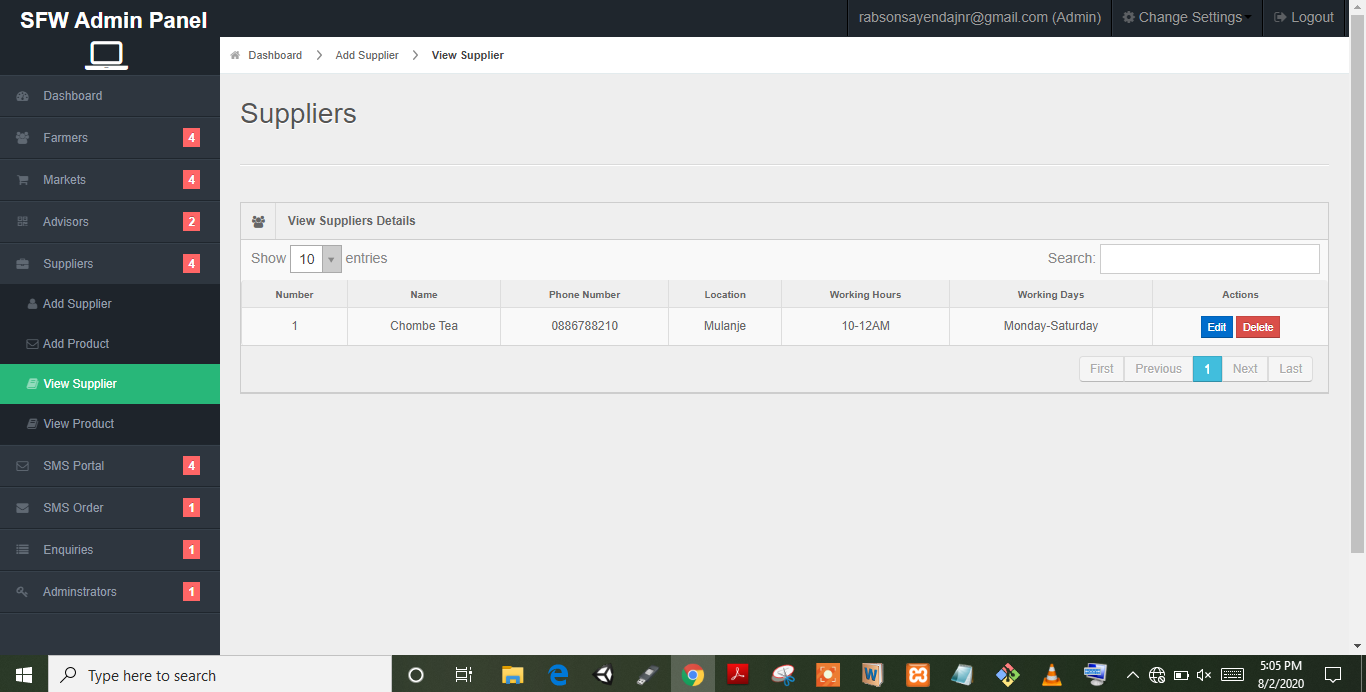 SFW Admin Panel
rabsonsayendajnr@gmail.com (Admin)
Change Settings
Logout
Dashboard
Add Supplier
View Supplier
Dashboard
Farmers 4
Markets 4
Advisors 2
Suppliers 4
Add Supplier
Add Product
View Supplier
View Product
SMS Portal 4
SMS Order 1
Enquiries 1
Adminstrators 1
Suppliers
View Suppliers Details
Show 10 entries
Search:
Number Name Phone Number Location Working Hours Working Days Actions
1 Chombe Tea 0886788210 Mulanje 10-12AM Monday-Saturday Edit Delete
First Previous 1 Next Last
Type here to search
5:05 PM
8/2/2020